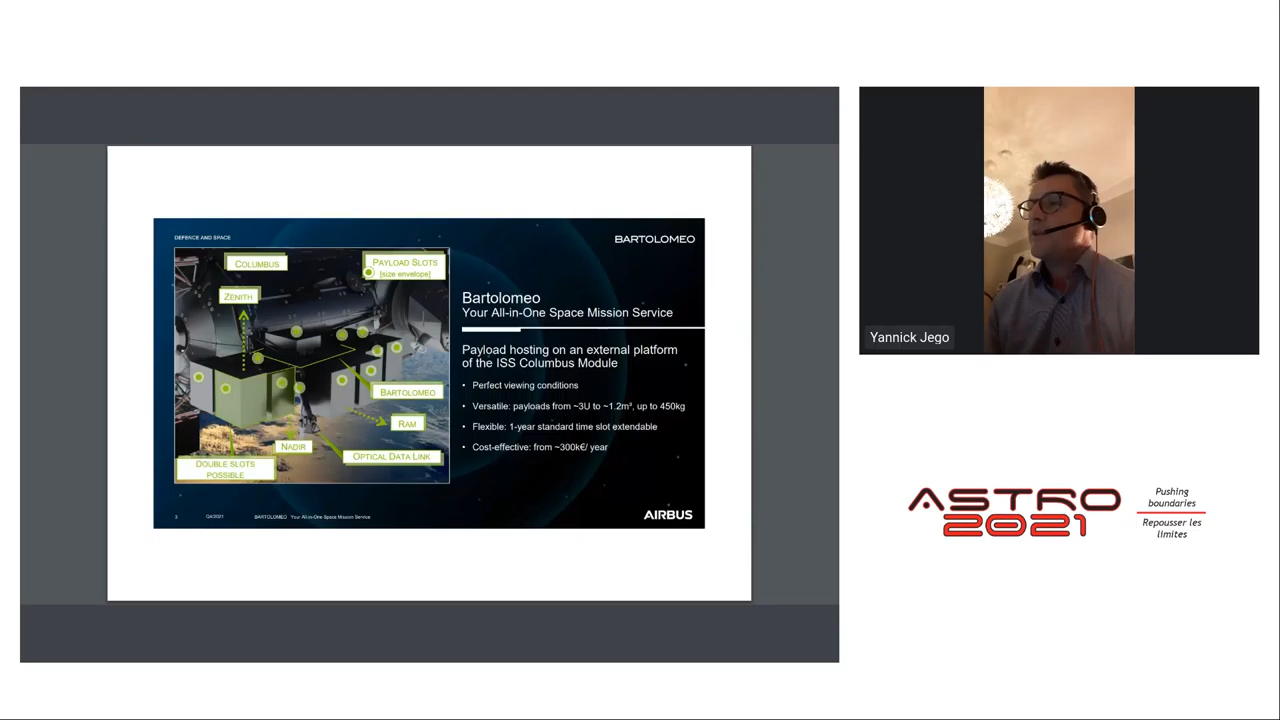 DEFENCE AND SPACE
BARTOLOMEO
COLUMBUS
PAYLOAD SLOTS
[size envelope]
ZENITH
BARTOLOMEO
RAM
NADIR
OPTICAL DATA LINK
DOUBLE SLOTS
POSSIBLE
Bartolomeo
Your All-in-One Space Mission Service
Payload hosting on an external platform
of the ISS Columbus Module
• Perfect viewing conditions
• Versatile: payloads from ~3U to ~1.2m³, up to 450kg
• Flexible: 1-year standard time slot extendable
• Cost-effective: from ~300k€/ year
3 Q4/2021 BARTOLOMEO Your All-in-One Space Mission Service
AIRBUS
Yannick Jego
ASTRO
2021
Pushing
boundaries
Repousser les
limites